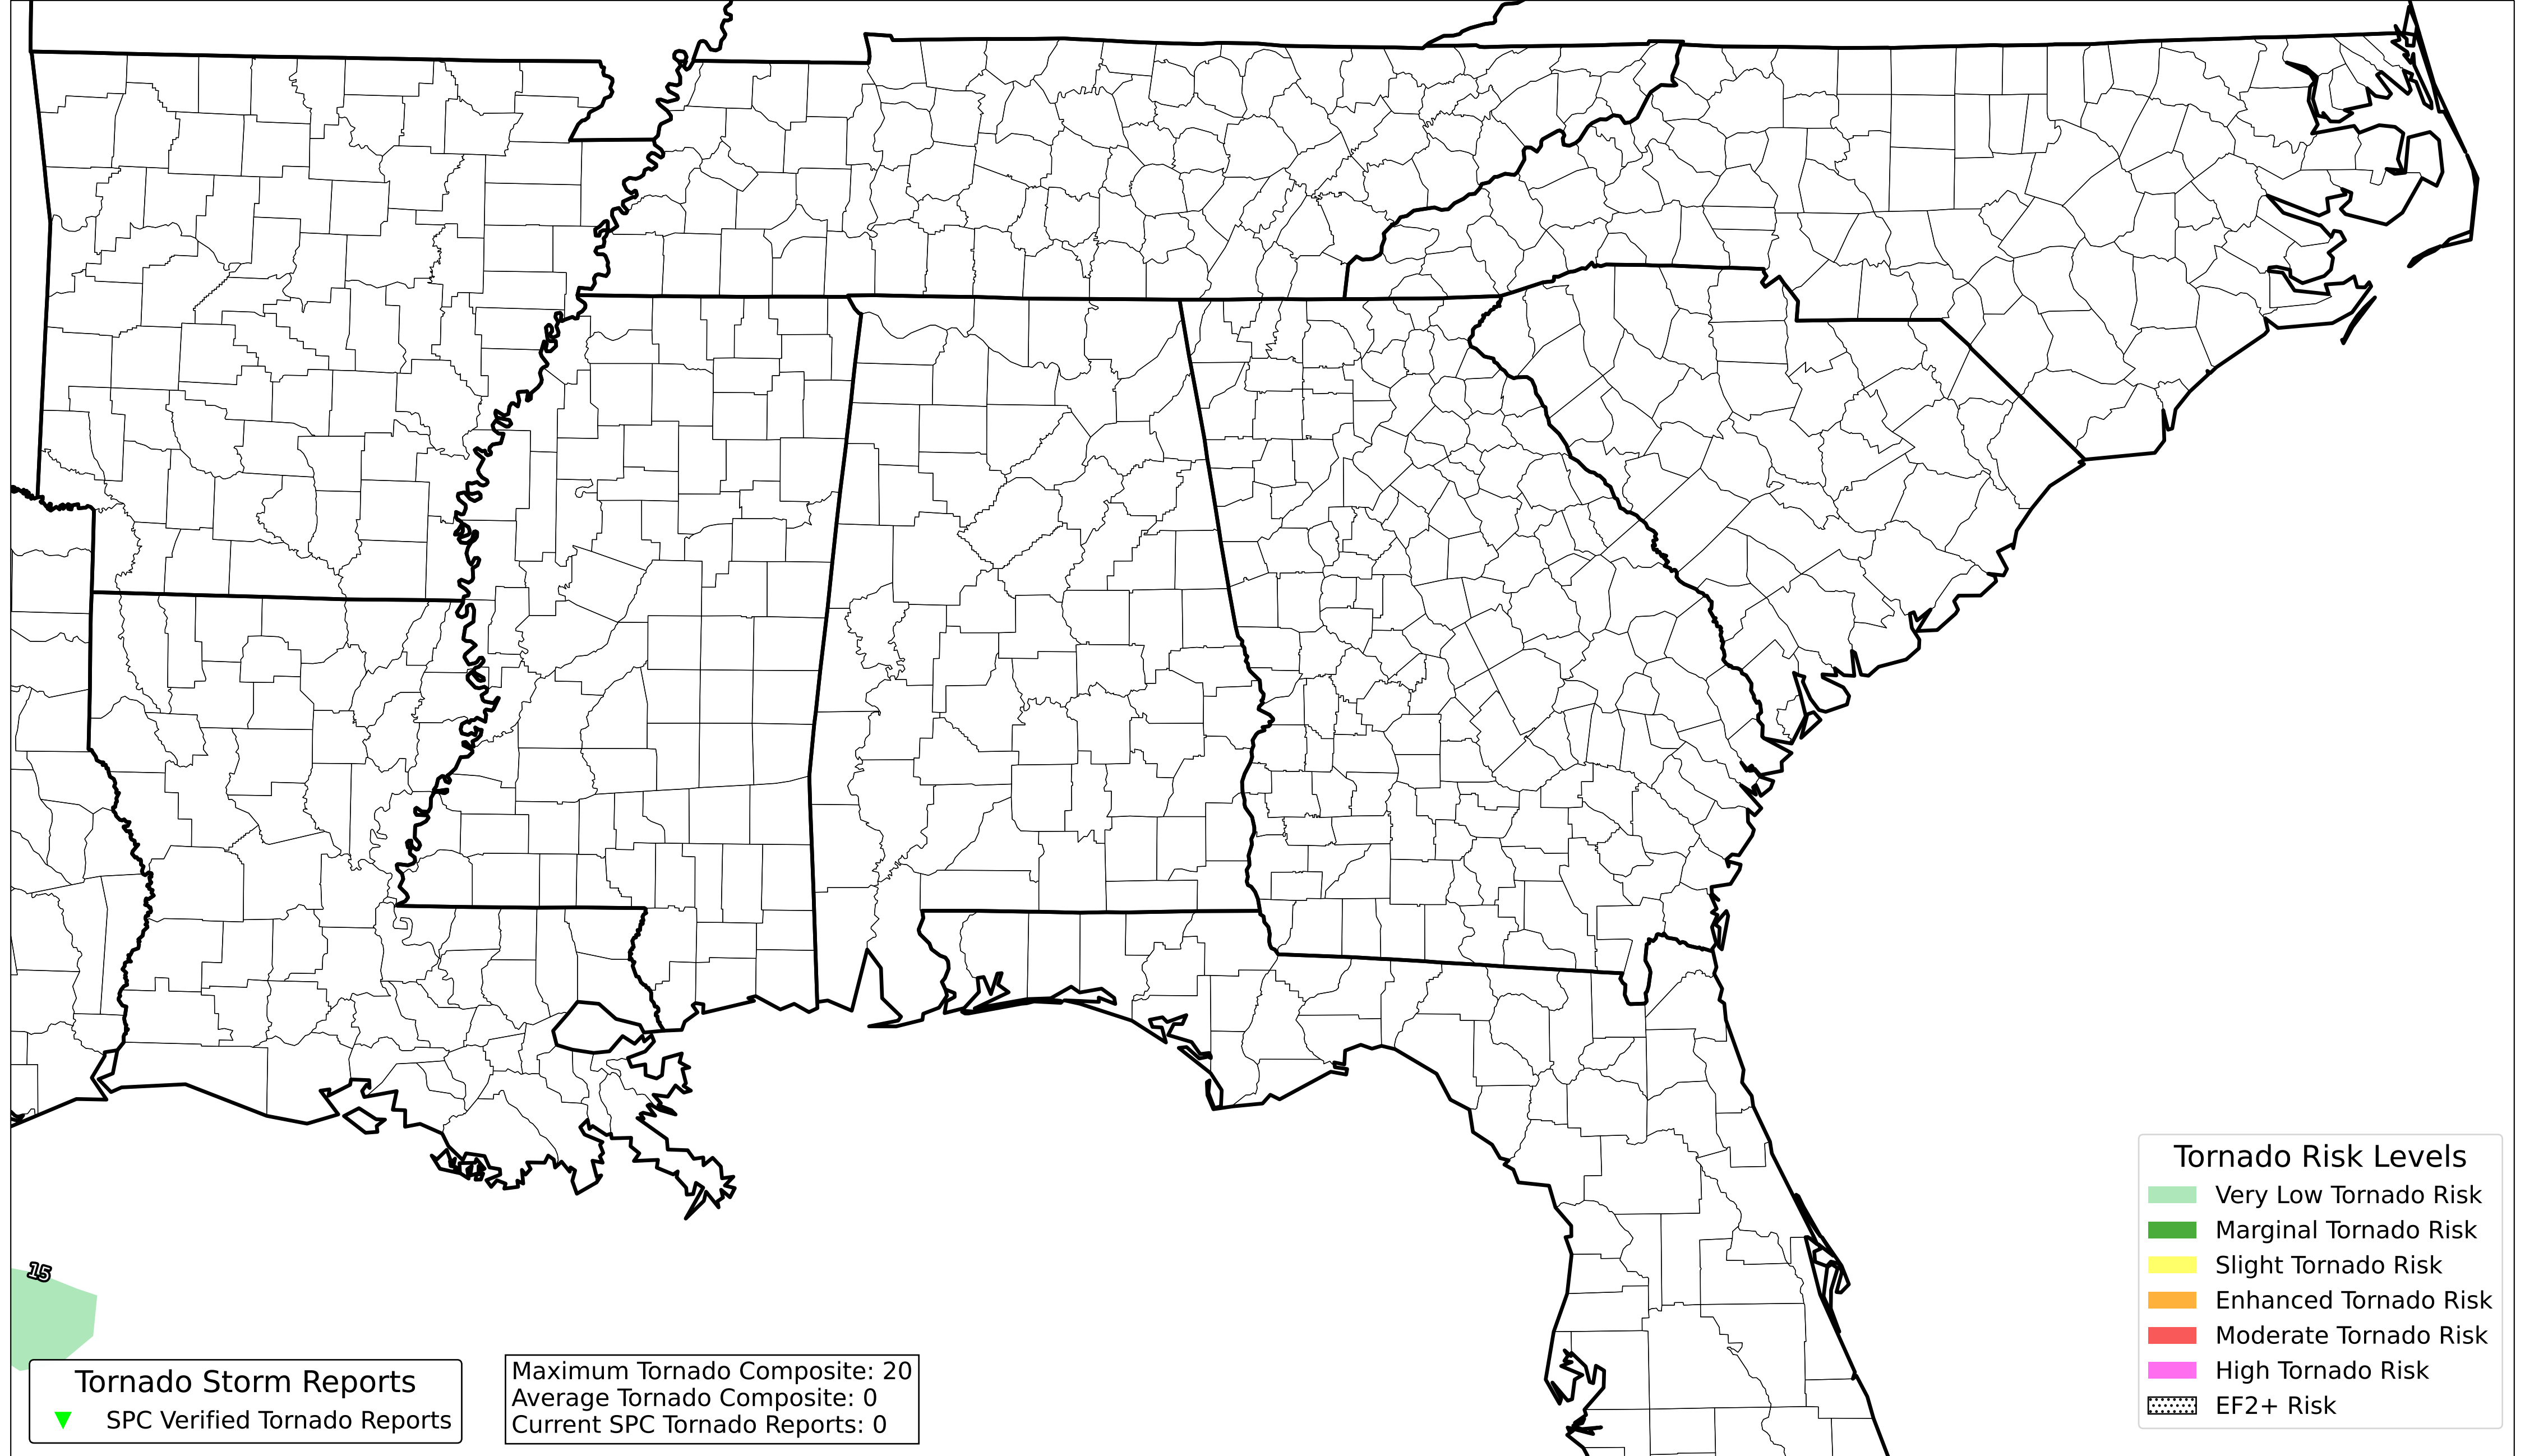 15
Tornado Storm Reports
SPC Verified Tornado Reports
Maximum Tornado Composite: 20
Average Tornado Composite: 0
Current SPC Tornado Reports: 0
Tornado Risk Levels
Very Low Tornado Risk
Marginal Tornado Risk
Slight Tornado Risk
Enhanced Tornado Risk
Moderate Tornado Risk
High Tornado Risk
EF2+ Risk